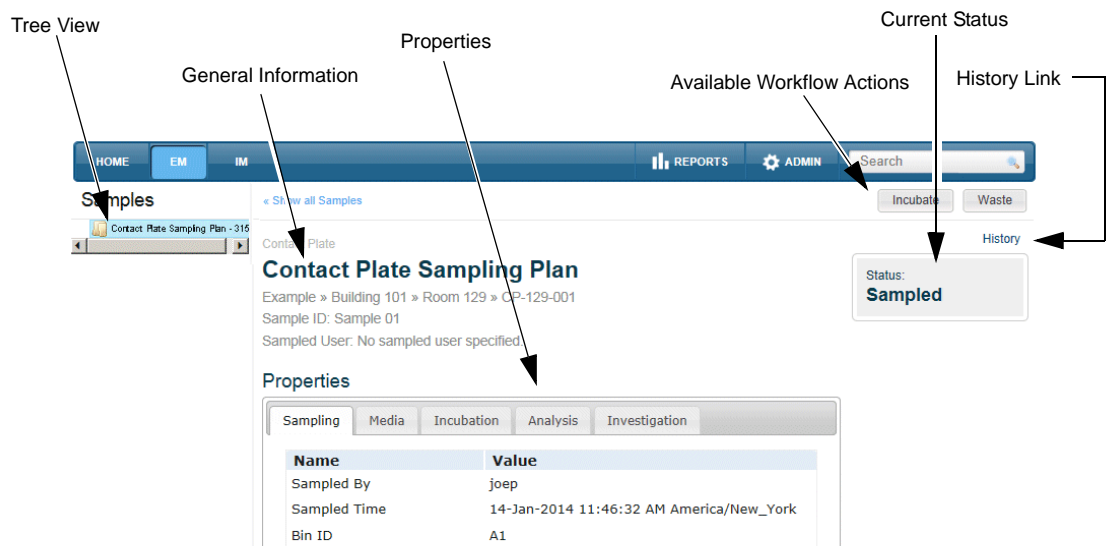 Tree View
General Information
Properties
Available Workflow Actions
Current Status
History Link
HOME EM IM REPORTS ADMIN Search
Samples
« Show all Samples
Incubate Waste
Contact Plate Sampling Plan - 315
History
Contact Plate
Contact Plate Sampling Plan
Example » Building 101 » Room 129 » CP-129-001
Sample ID: Sample 01
Sampled User: No sampled user specified.
Status:
Sampled
Properties
Sampling Media Incubation Analysis Investigation
Name Value
Sampled By joep
Sampled Time 14-Jan-2014 11:46:32 AM America/New_York
Bin ID A1